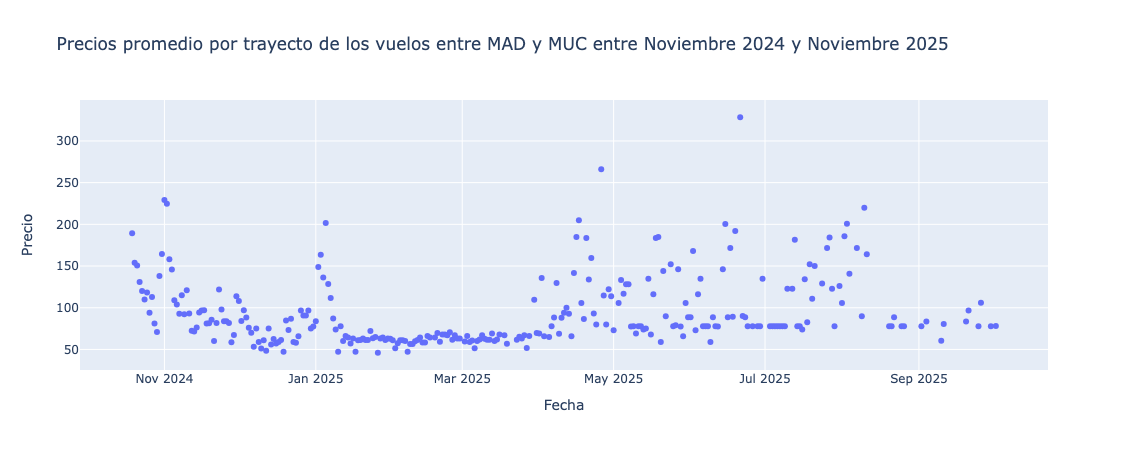 Precios promedio por trayecto de los vuelos entre MAD y MUC entre Noviembre 2024 y Noviembre 2025
300
250
200
150
100
50
Precio
Nov 2024 Jan 2025 Mar 2025 May 2025 Jul 2025 Sep 2025
Fecha